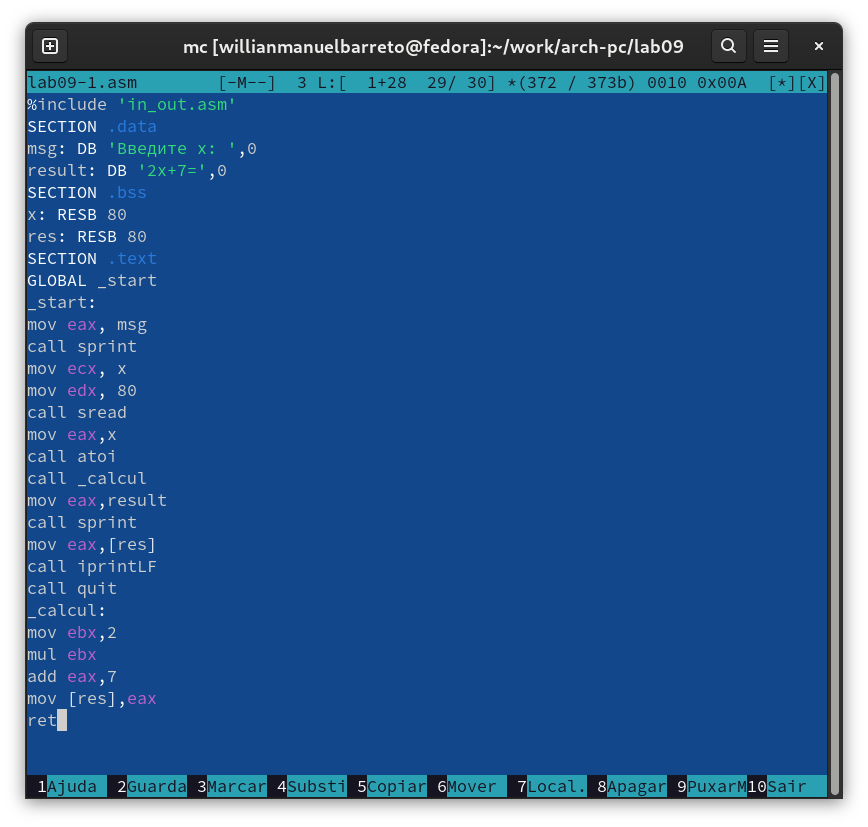 mc [willianmanuelbarreto@fedora]:~/work/arch-pc/lab09
lab09-1.asm        [-M--]  3 L:[  1+28  29/ 30] *(372 / 373b) 0010 0x00A  [*][X]
%include 'in_out.asm'
SECTION .data
msg: DB 'Введите x: ',0
result: DB '2x+7=',0
SECTION .bss
x: RESB 80
res: RESB 80
SECTION .text
GLOBAL _start
_start:
mov eax, msg
call sprint
mov ecx, x
mov edx, 80
call sread
mov eax,x
call atoi
call _calcul
mov eax,result
call sprint
mov eax,[res]
call iprintLF
call quit
_calcul:
mov ebx,2
mul ebx
add eax,7
mov [res],eax
ret
1Ajuda 2Guarda 3Marcar 4Substi 5Copiar 6Mover 7Local. 8Apagar 9PuxarM 10Sair